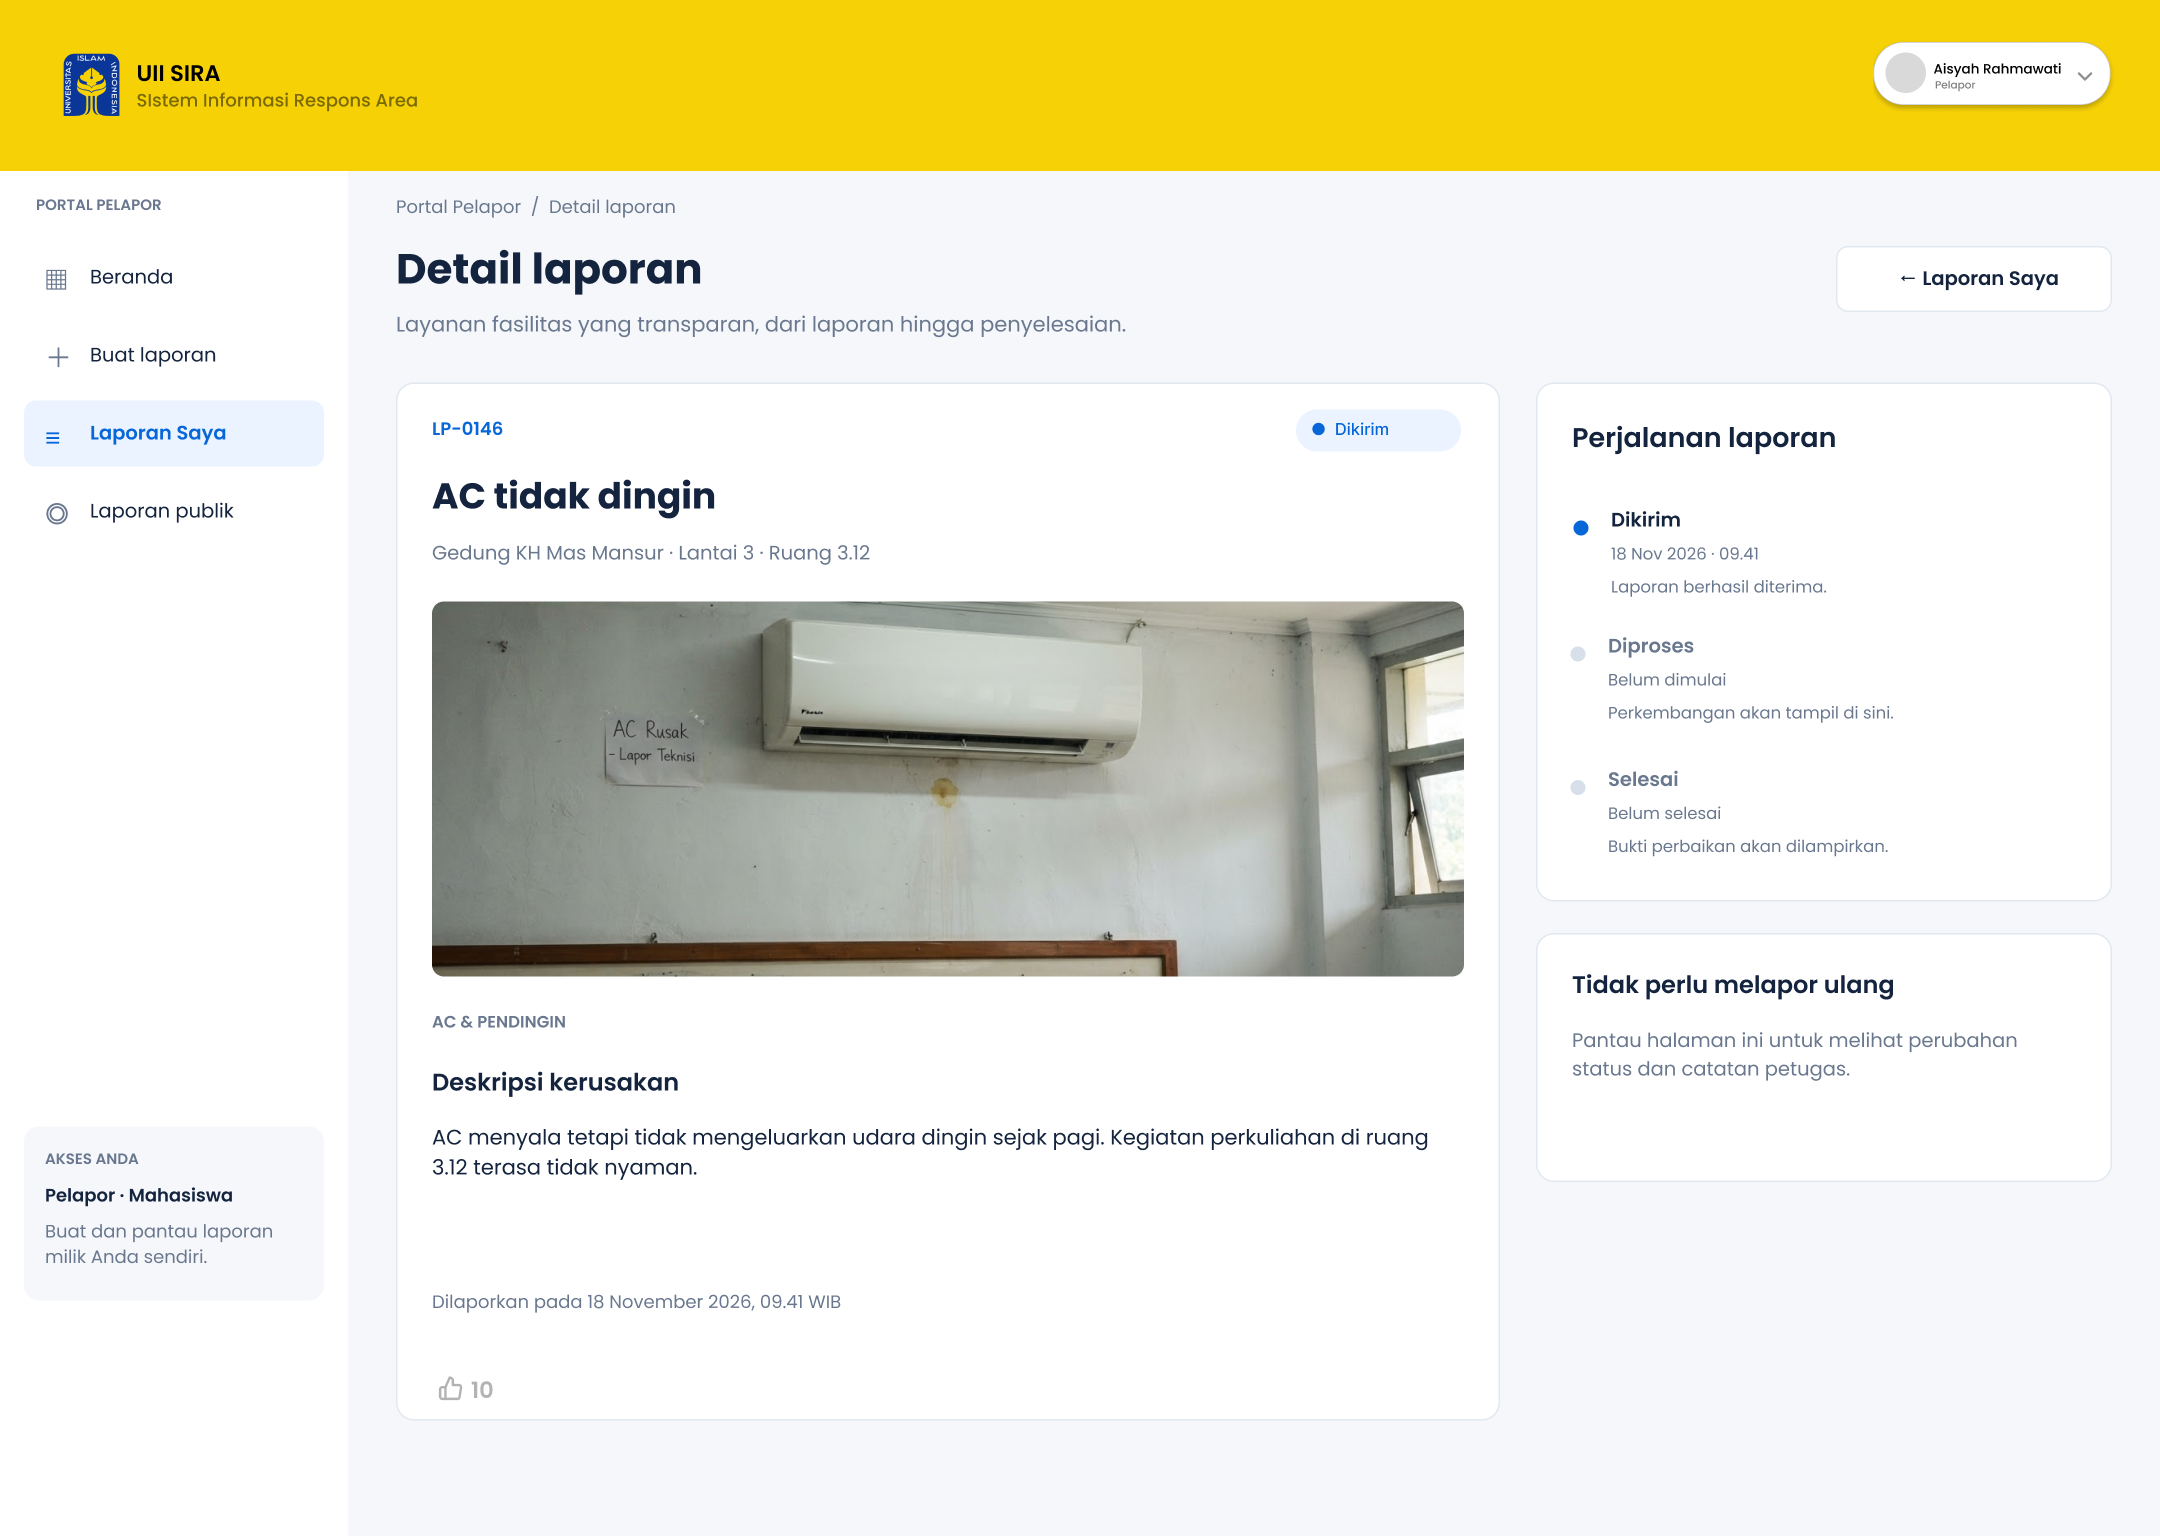 UNIVERSITAS ISLAM INDONESIA
UII SIRA
SIstem Informasi Respons Area
Aisyah Rahmawati
Pelapor
PORTAL PELAPOR
Beranda
Buat laporan
Laporan Saya
Laporan publik
AKSES ANDA
Pelapor · Mahasiswa
Buat dan pantau laporan
milik Anda sendiri.
Portal Pelapor / Detail laporan
Detail laporan
Layanan fasilitas yang transparan, dari laporan hingga penyelesaian.
← Laporan Saya
LP-0146
Dikirim
AC tidak dingin
Gedung KH Mas Mansur · Lantai 3 · Ruang 3.12
AC Rusak
- Lapor Teknisi
AC & PENDINGIN
Deskripsi kerusakan
AC menyala tetapi tidak mengeluarkan udara dingin sejak pagi. Kegiatan perkuliahan di ruang
3.12 terasa tidak nyaman.
Dilaporkan pada 18 November 2026, 09.41 WIB
10
Perjalanan laporan
Dikirim
18 Nov 2026 · 09.41
Laporan berhasil diterima.
Diproses
Belum dimulai
Perkembangan akan tampil di sini.
Selesai
Belum selesai
Bukti perbaikan akan dilampirkan.
Tidak perlu melapor ulang
Pantau halaman ini untuk melihat perubahan
status dan catatan petugas.